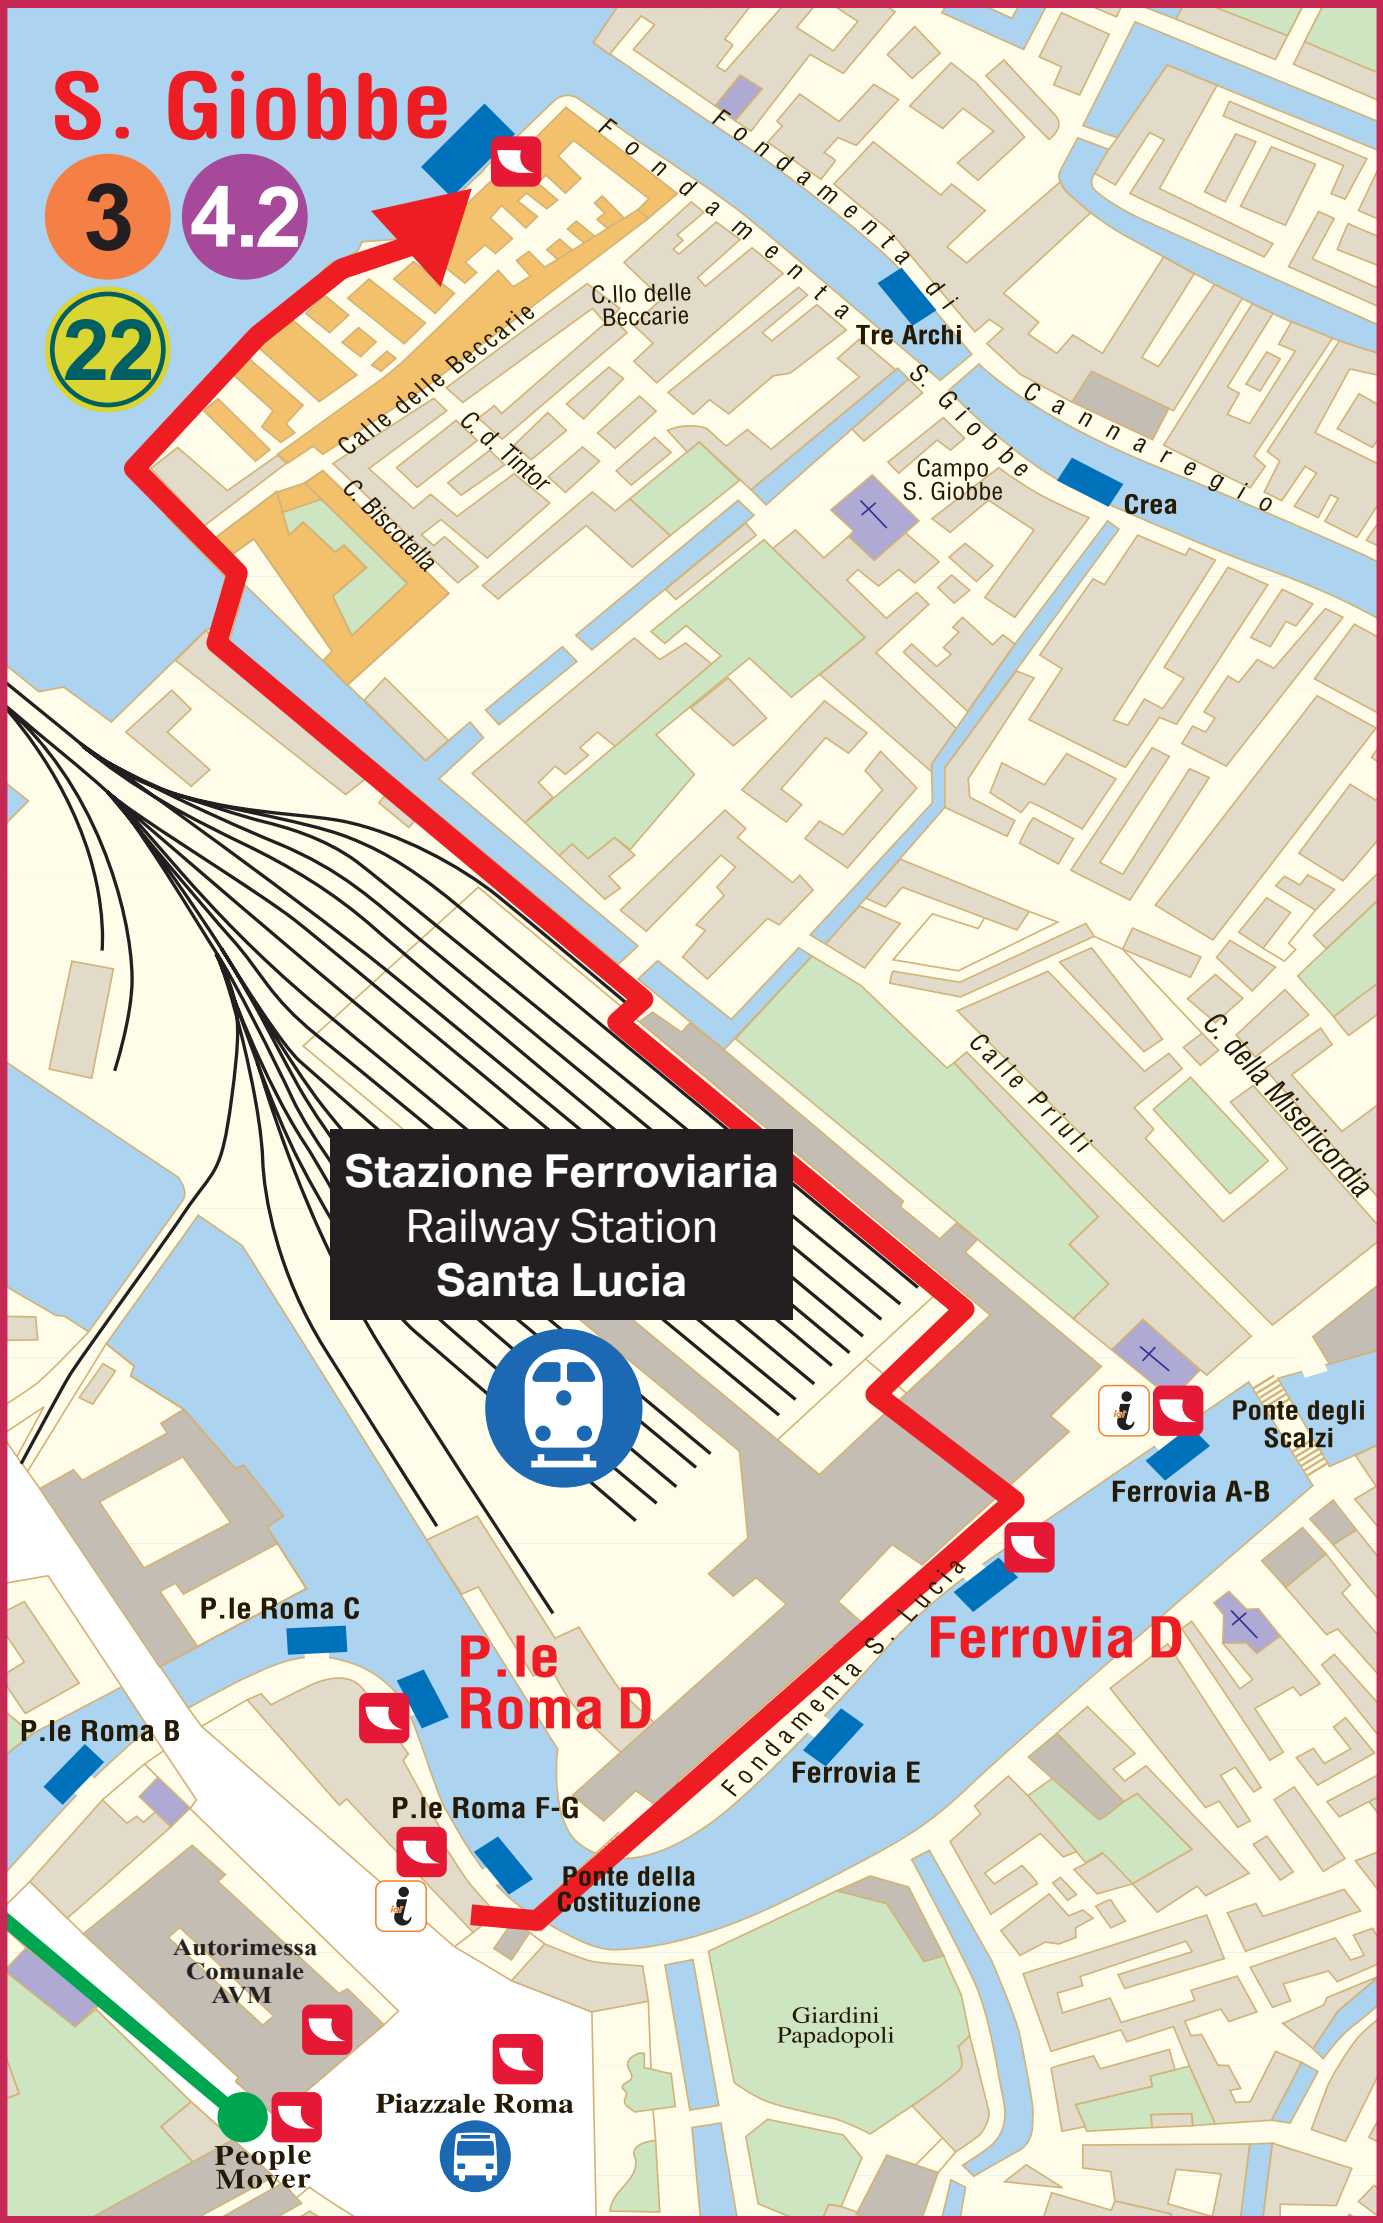 S. Giobbe
3
4.2
22
Fondamenta di
Cannaregio
Fondamenta
S. Giobbe
C.llo delle
Beccarie
Tre Archi
Calle delle Beccarie
C. d. Tintor
C. Biscotella
Campo
S. Giobbe
Crea
Calle Priuli
C. della Misericordia
Stazione Ferroviaria
Railway Station
Santa Lucia
i
Ponte degli
Scalzi
Ferrovia A-B
Fondamenta S. Lucia
Ferrovia D
P.le Roma C
P.le
Roma D
P.le Roma B
Ferrovia E
P.le Roma F-G
Ponte della
Costituzione
i
Autorimessa
Comunale
AVM
Giardini
Papadopoli
Piazzale Roma
People
Mover